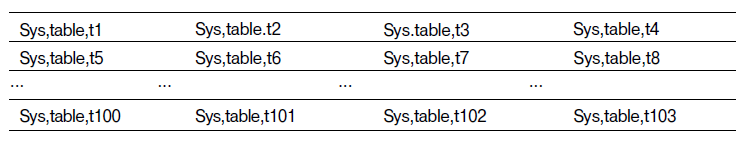 Sys,table,t1 Sys,table.t2 Sys.table,t3 Sys,table,t4
Sys,table,t5 Sys,table,t6 Sys,table,t7 Sys,table,t8
... ... ... ...
Sys,table,t100 Sys,table,t101 Sys,table,t102 Sys,table,t103